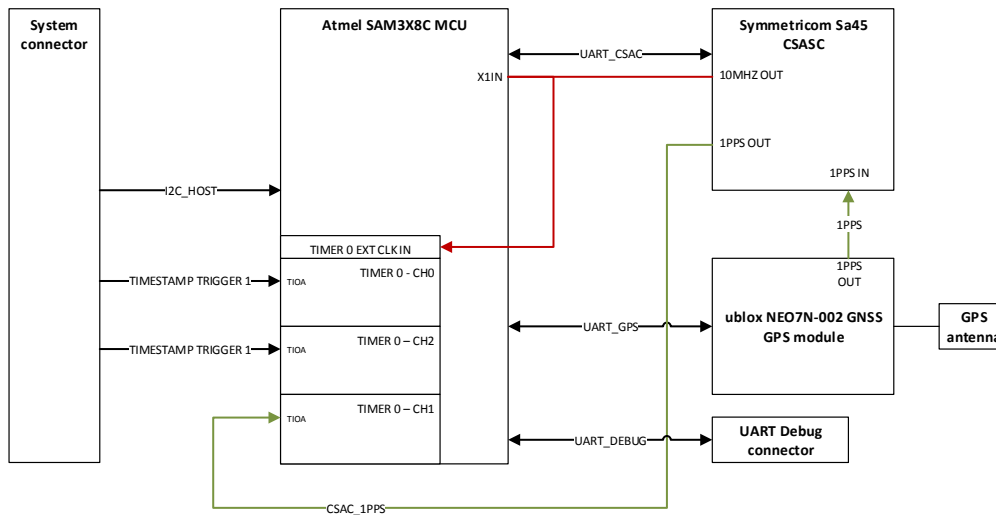 System
connector
Atmel SAM3X8C MCU
Symmetricom Sa45
CSASC
UART_CSAC
X1IN
10MHZ OUT
1PPS OUT
1PPS IN
I2C_HOST
1PPS
TIMER 0 EXT CLK IN
TIMER 0 - CH0
1PPS
OUT
TIMESTAMP TRIGGER 1
TIOA
ublox NEO7N-002 GNSS
GPS module
GPS
antenna
UART_GPS
TIMER 0 – CH2
TIMESTAMP TRIGGER 1
TIOA
TIMER 0 – CH1
TIOA
UART_DEBUG
UART Debug
connector
CSAC_1PPS